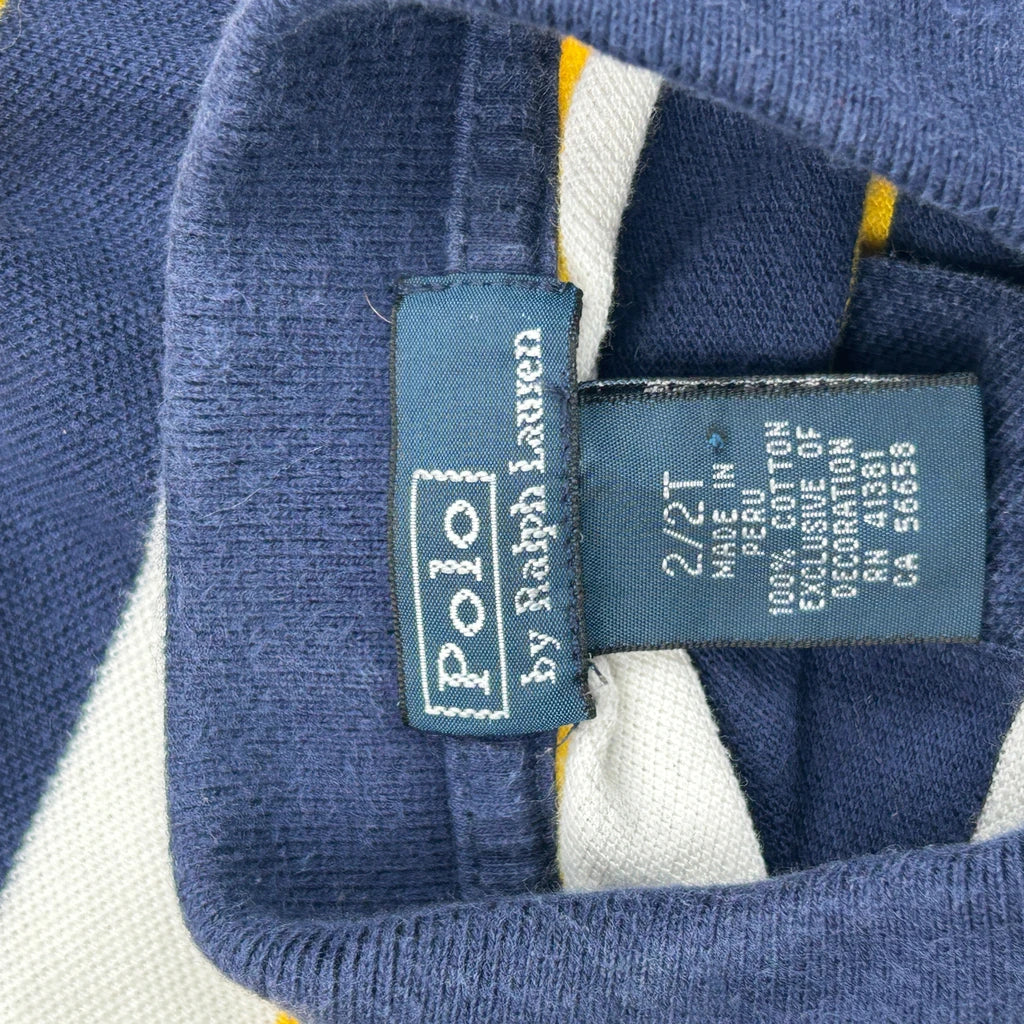 Polo
by Ralph Lauren
2/2T
MADE IN
PERU
100% COTTON
EXCLUSIVE OF
DECORATION
RN 41381
CA 56658